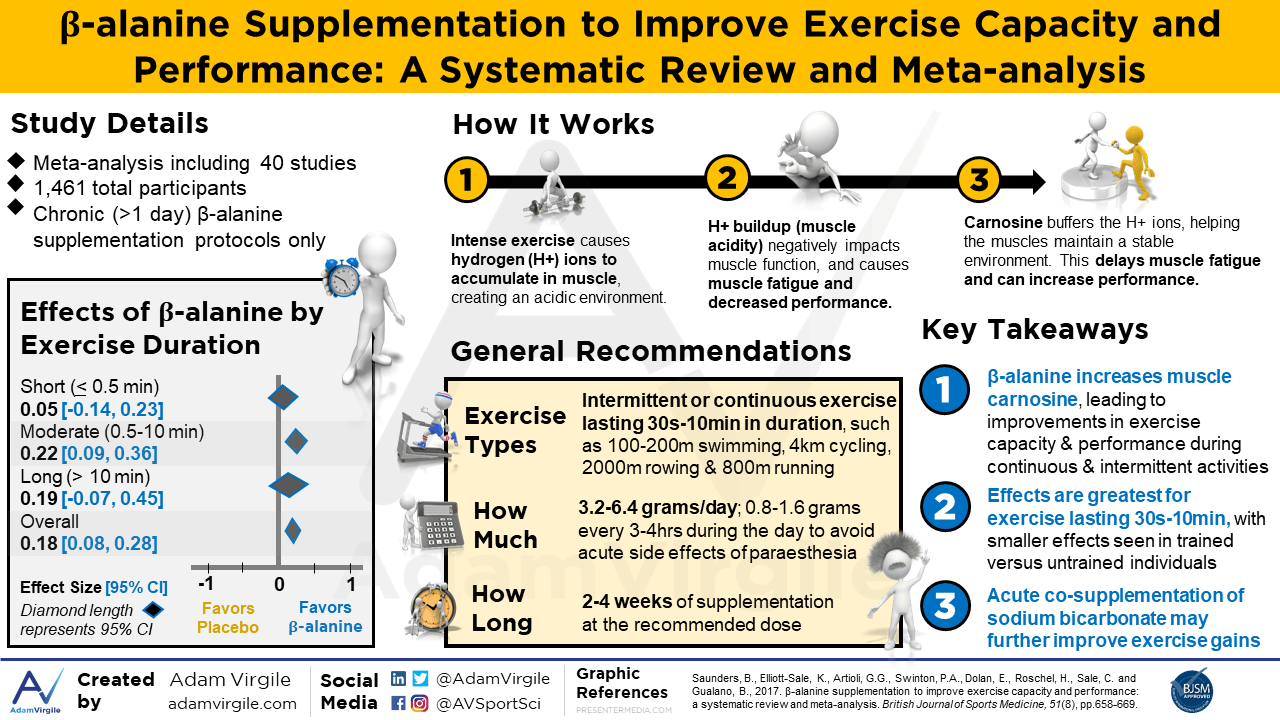 β-alanine Supplementation to Improve Exercise Capacity and
Performance: A Systematic Review and Meta-analysis
Study Details
Meta-analysis including 40 studies
1,461 total participants
Chronic (>1 day) β-alanine
supplementation protocols only
Effects of β-alanine by
Exercise Duration
Short (≤ 0.5 min)
0.05 [-0.14, 0.23]
Moderate (0.5-10 min)
0.22 [0.09, 0.36]
Long (> 10 min)
0.19 [-0.07, 0.45]
Overall
0.18 [0.08, 0.28]
Effect Size [95% CI]
Diamond length
represents 95% CI
-1 0 1
Favors
Placebo
Favors
β-alanine
How It Works
1
Intense exercise causes
hydrogen (H+) ions to
accumulate in muscle,
creating an acidic environment.
2
H+ buildup (muscle
acidity) negatively impacts
muscle function, and causes
muscle fatigue and
decreased performance.
3
Carnosine buffers the H+ ions, helping
the muscles maintain a stable
environment. This delays muscle fatigue
and can increase performance.
General Recommendations
Exercise
Types
Intermittent or continuous exercise
lasting 30s-10min in duration, such
as 100-200m swimming, 4km cycling,
2000m rowing & 800m running
How
Much
3.2-6.4 grams/day; 0.8-1.6 grams
every 3-4hrs during the day to avoid
acute side effects of paraesthesia
How
Long
2-4 weeks of supplementation
at the recommended dose
Key Takeaways
1
β-alanine increases muscle
carnosine, leading to
improvements in exercise
capacity & performance during
continuous & intermittent activities
2
Effects are greatest for
exercise lasting 30s-10min, with
smaller effects seen in trained
versus untrained individuals
3
Acute co-supplementation of
sodium bicarbonate may
further improve exercise gains
AdamVirgile
AdamVirgile
Created
by
Adam Virgile
adamvirgile.com
Social
Media
@AdamVirgile
@AVSportSci
Graphic
References
PRESENTERMEDIA.COM
Saunders, B., Elliott-Sale, K., Artioli, G.G., Swinton, P.A., Dolan, E., Roschel, H., Sale, C. and
Gualano, B., 2017. β-alanine supplementation to improve exercise capacity and performance:
a systematic review and meta-analysis. British Journal of Sports Medicine, 51(8), pp.658-669.
BJSM
APPROVED